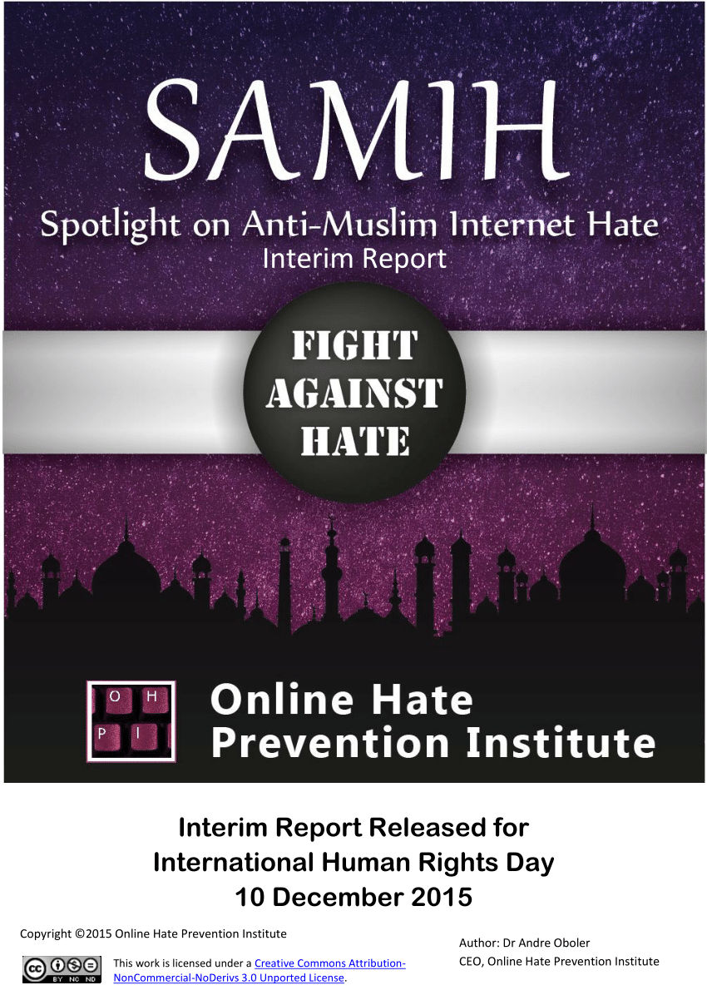 SAMIH
Spotlight on Anti-Muslim Internet Hate
Interim Report
FIGHT
AGAINST
HATE
O H
P I
Online Hate
Prevention Institute
Interim Report Released for
International Human Rights Day
10 December 2015
Copyright ©2015 Online Hate Prevention Institute
Author: Dr Andre Oboler
CEO, Online Hate Prevention Institute
cc
BY NC ND
This work is licensed under a Creative Commons Attribution-
NonCommercial-NoDerivs 3.0 Unported License.